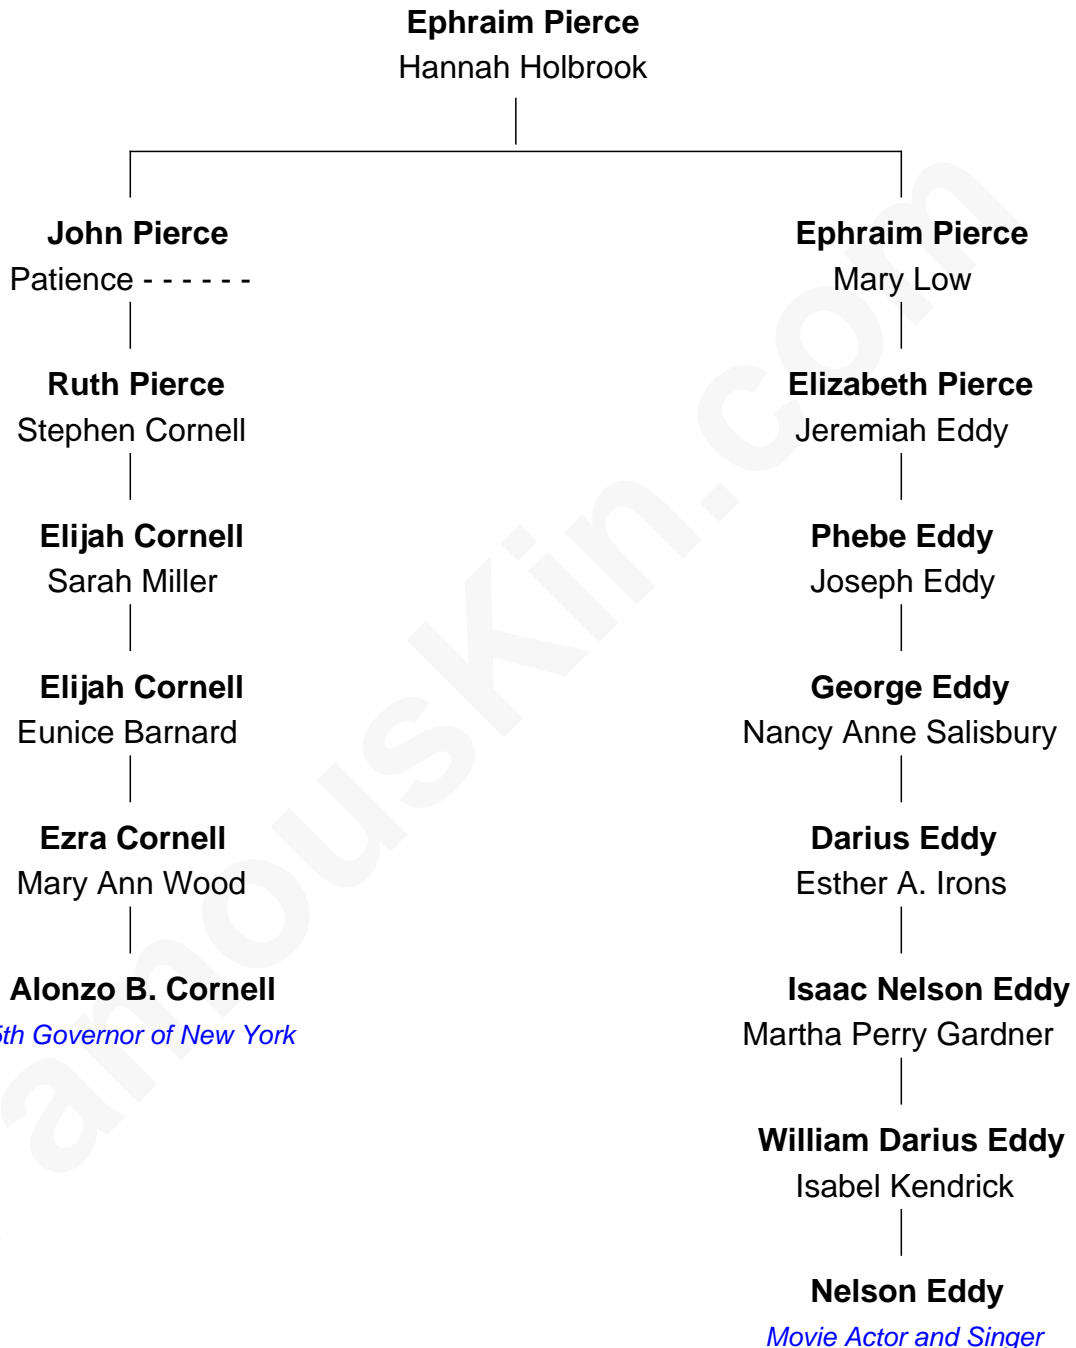 Ephraim Pierce
Hannah Holbrook
John Pierce
Patience - - - - - -
Ruth Pierce
Stephen Cornell
Elijah Cornell
Sarah Miller
Elijah Cornell
Eunice Barnard
Ezra Cornell
Mary Ann Wood
Alonzo B. Cornell
5th Governor of New York
Ephraim Pierce
Mary Low
Elizabeth Pierce
Jeremiah Eddy
Phebe Eddy
Joseph Eddy
George Eddy
Nancy Anne Salisbury
Darius Eddy
Esther A. Irons
Isaac Nelson Eddy
Martha Perry Gardner
William Darius Eddy
Isabel Kendrick
Nelson Eddy
Movie Actor and Singer
amouskin.com